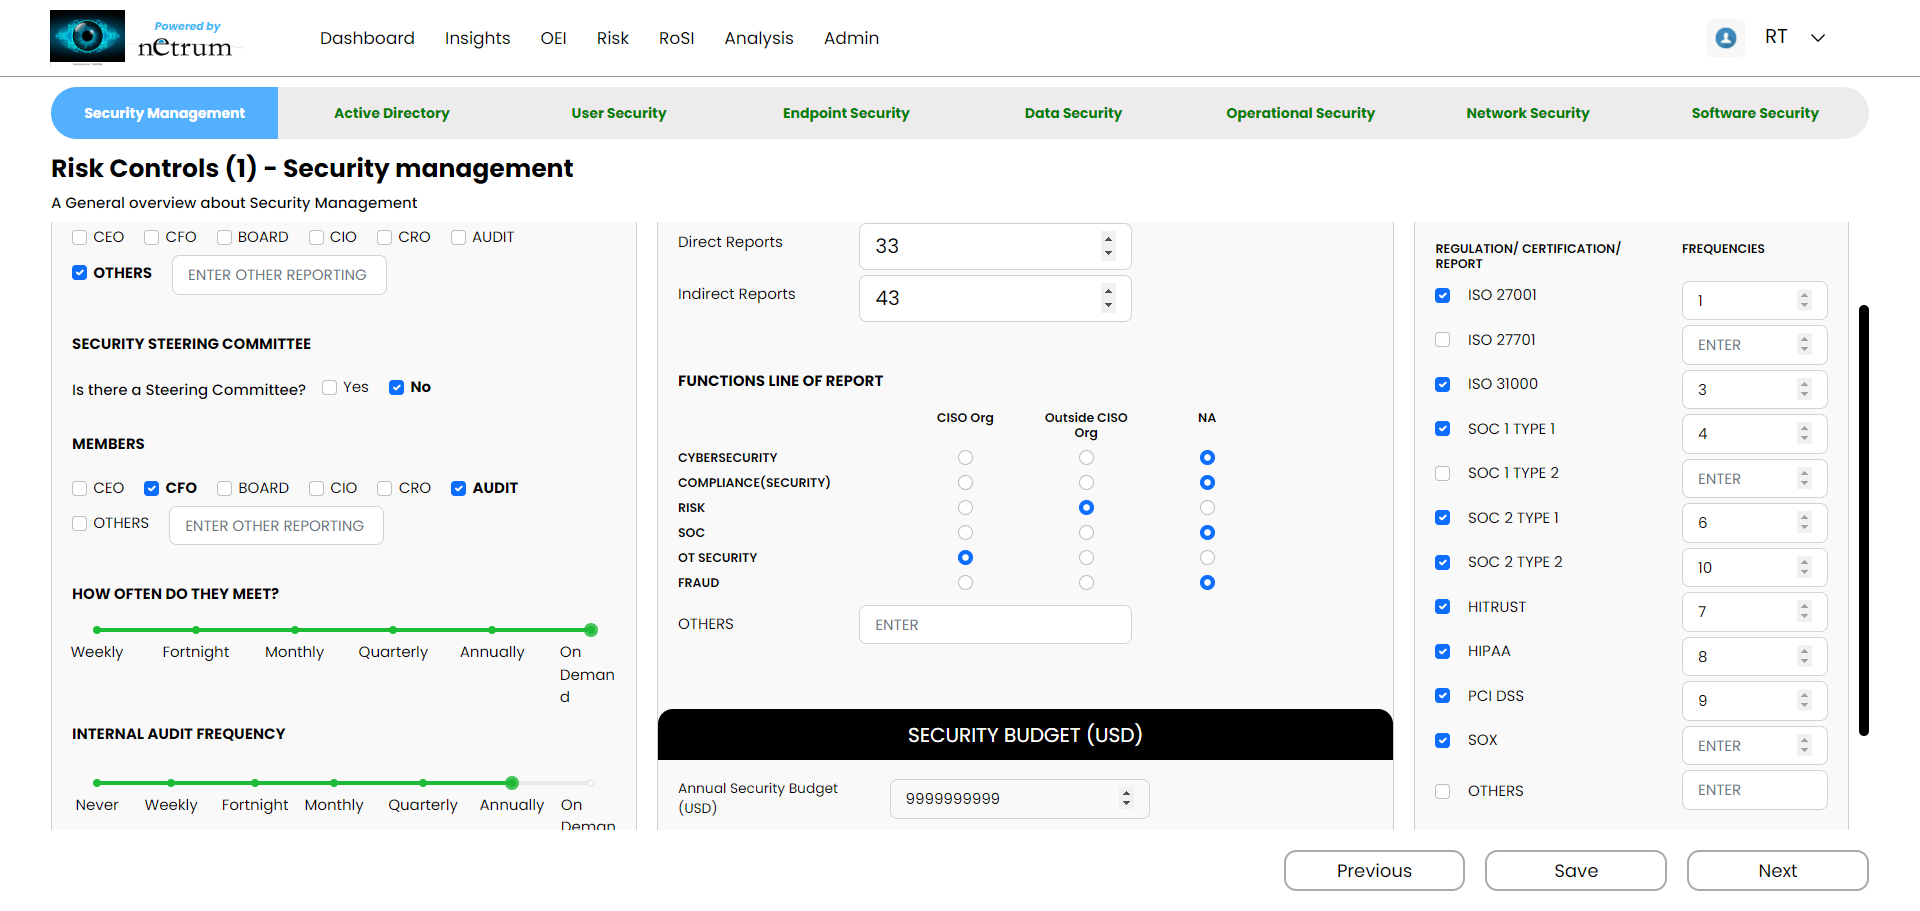 Powered by
netrum
Dashboard Insights OEI Risk RoSI Analysis Admin
RT
Security Management Active Directory User Security Endpoint Security Data Security Operational Security Network Security Software Security
Risk Controls (1) - Security management
A General overview about Security Management
CEO CFO BOARD CIO CRO AUDIT
OTHERS ENTER OTHER REPORTING
SECURITY STEERING COMMITTEE
Is there a Steering Committee? Yes No
MEMBERS
CEO CFO BOARD CIO CRO AUDIT
OTHERS ENTER OTHER REPORTING
HOW OFTEN DO THEY MEET?
Weekly Fortnight Monthly Quarterly Annually On
Deman
d
INTERNAL AUDIT FREQUENCY
Never Weekly Fortnight Monthly Quarterly Annually On
Deman
Direct Reports 33
Indirect Reports 43
FUNCTIONS LINE OF REPORT
CISO Org Outside CISO NA
Org
CYBERSECURITY
COMPLIANCE(SECURITY)
RISK
SOC
OT SECURITY
FRAUD
OTHERS ENTER
SECURITY BUDGET (USD)
Annual Security Budget
(USD)
9999999999
REGULATION/ CERTIFICATION/ FREQUENCIES
REPORT
ISO 27001 1
ISO 27701 ENTER
ISO 31000 3
SOC 1 TYPE 1 4
SOC 1 TYPE 2 ENTER
SOC 2 TYPE 1 6
SOC 2 TYPE 2 10
HITRUST 7
HIPAA 8
PCI DSS 9
SOX ENTER
OTHERS ENTER
Previous Save Next